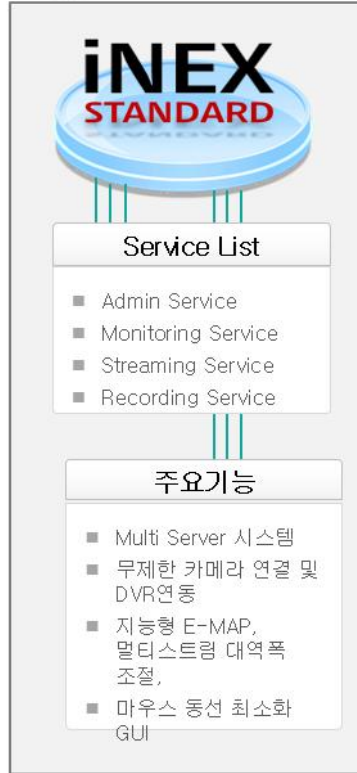 iNEX
STANDARD
Service List
■ Admin Service
■ Monitoring Service
■ Streaming Service
■ Recording Service
주요기능
■ Multi Server 시스템
■ 무제한 카메라 연결 및
DVR연동
■ 지능형 E-MAP,
멀티스트림 대역폭
조절,
■ 마우스 동선 최소화
GUI